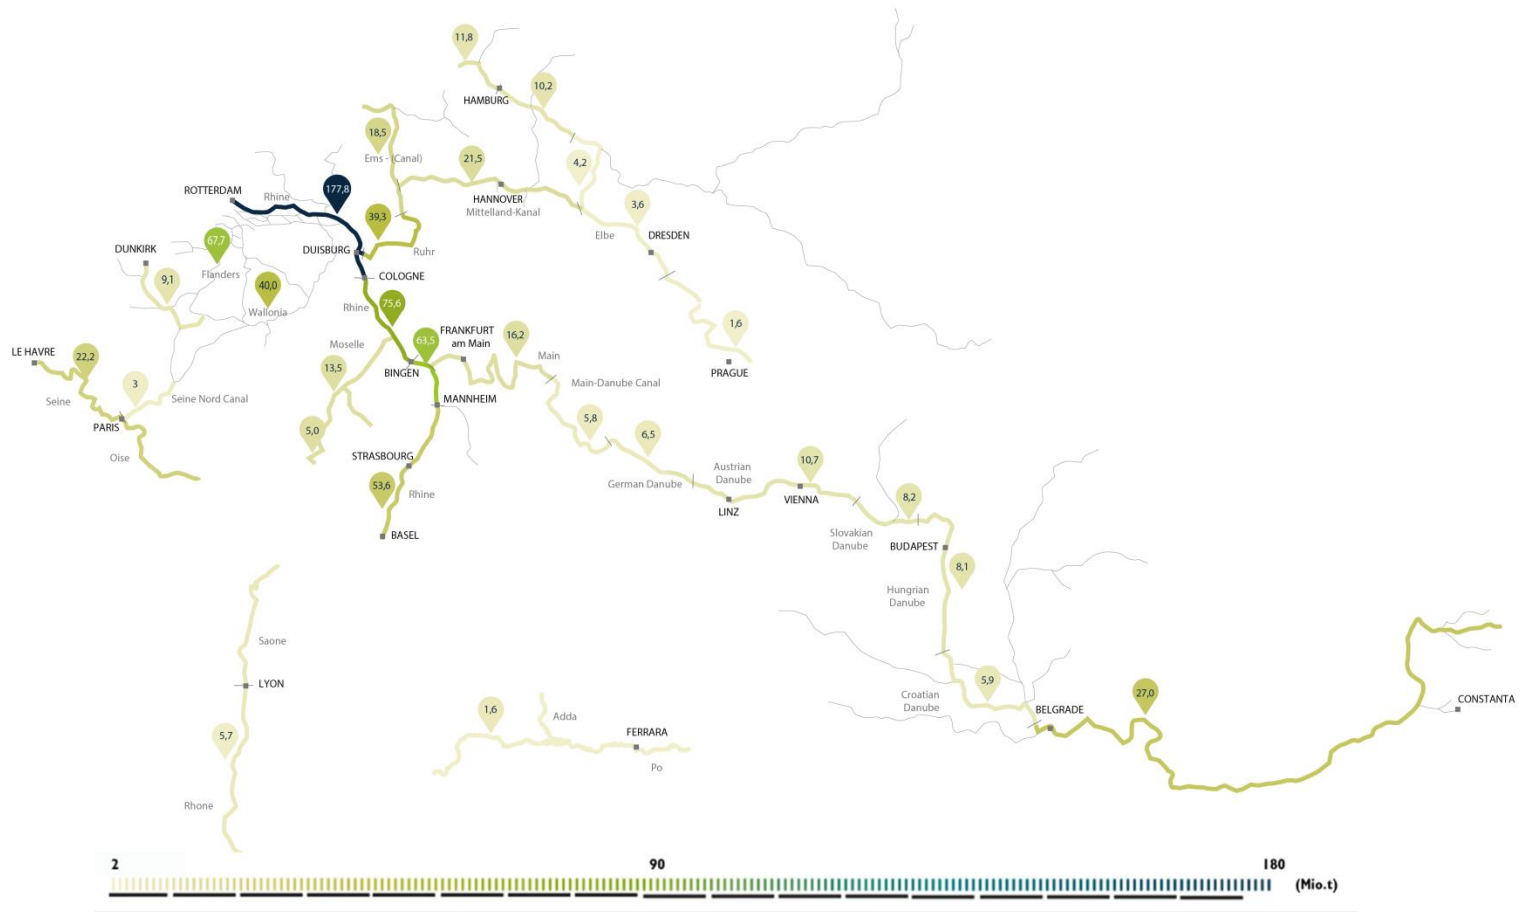 11,8
10,2
HAMBURG
18,5
Ems - (Canal)
21,5
4,2
HANNOVER
Mittelland-Kanal
ROTTERDAM
Rhine
177,8
39,3
3,6
Elbe
DRESDEN
DUNKIRK
67,7
Flanders
DUISBURG
Ruhr
9,1
40,0
Wallonia
COLOGNE
Rhine
75,6
1,6
PRAGUE
LE HAVRE
22,2
Seine
3
Seine Nord Canal
PARIS
Oise
Moselle
13,5
5,0
63,5
BINGEN
FRANKFURT
am Main
16,2
Main
Main-Danube Canal
MANNHEIM
STRASBOURG
53,6
Rhine
BASEL
5,8
6,5
German Danube
Austrian
Danube
LINZ
10,7
VIENNA
8,2
Slovakian
Danube
BUDAPEST
8,1
Hungrian
Danube
Saone
LYON
5,7
Rhone
1,6
Adda
FERRARA
Po
5,9
Croatian
Danube
BELGRADE
27,0
CONSTANTA
2
90
180
(Mio.t)